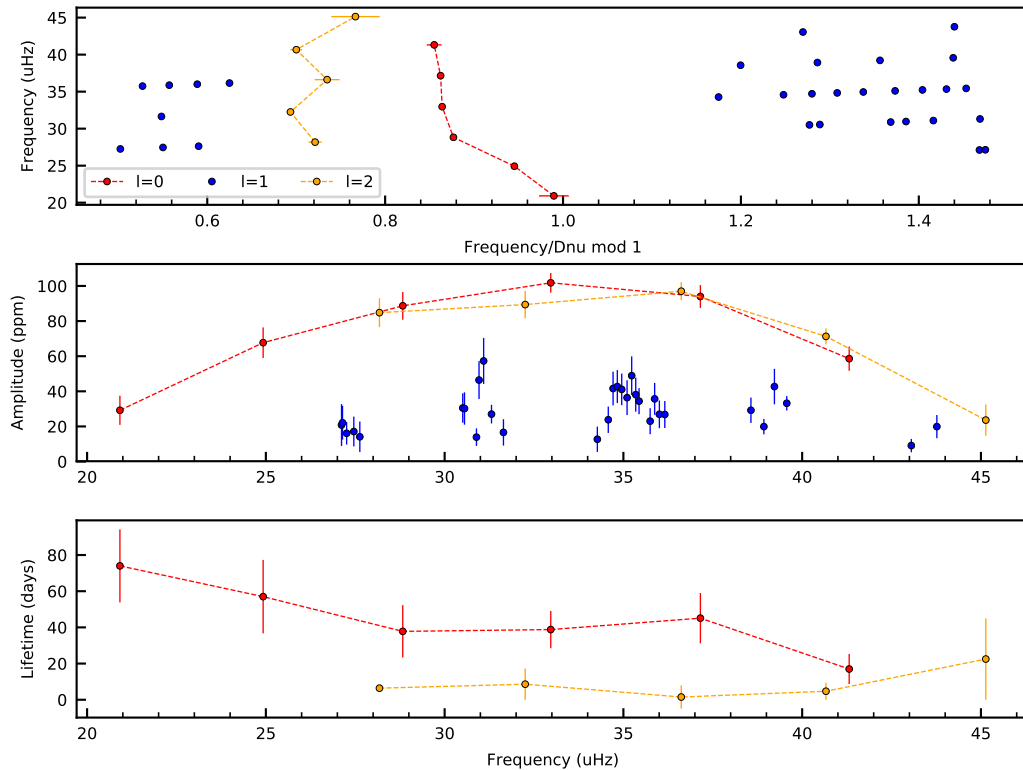 45
40
35
30
25
20
Frequency (uHz)
l=0 l=1 l=2
0.6 0.8 1.0 1.2 1.4
Frequency/Dnu mod 1
100
80
60
40
20
0
Amplitude (ppm)
20 25 30 35 40 45
80
60
40
20
0
Lifetime (days)
20 25 30 35 40 45
Frequency (uHz)